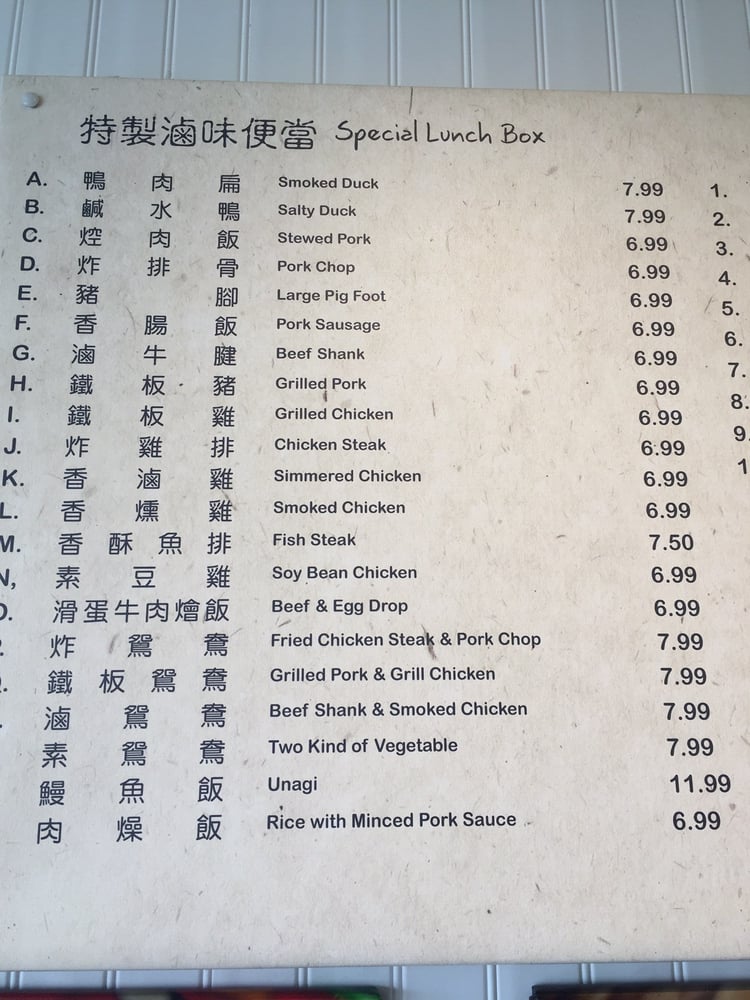 特製滷味便當 Special Lunch Box
A. 鴨肉扁 Smoked Duck 7.99 1.
B. 鹹水鴨 Salty Duck 7.99 2.
C. 焢肉飯 Stewed Pork 6.99 3.
D. 炸排骨 Pork Chop 6.99 4.
E. 豬腳 Large Pig Foot 6.99 5.
F. 香腸飯 Pork Sausage 6.99 6.
G. 滷牛腱 Beef Shank 6.99 7.
H. 鐵板豬 Grilled Pork 6.99 8.
I. 鐵板雞 Grilled Chicken 6.99 9.
J. 炸雞排 Chicken Steak 6.99 1
K. 香滷雞 Simmered Chicken 6.99
L. 香燻雞 Smoked Chicken 6.99
M. 香酥魚排 Fish Steak 7.50
N, 素豆雞 Soy Bean Chicken 6.99
O. 滑蛋牛肉燴飯 Beef & Egg Drop 6.99
炸鴛鴦 Fried Chicken Steak & Pork Chop 7.99
鐵板鴛鴦 Grilled Pork & Grill Chicken 7.99
滷鴛鴦 Beef Shank & Smoked Chicken 7.99
素鴛鴦 Two Kind of Vegetable 7.99
鰻魚飯 Unagi 11.99
肉燥飯 Rice with Minced Pork Sauce 6.99